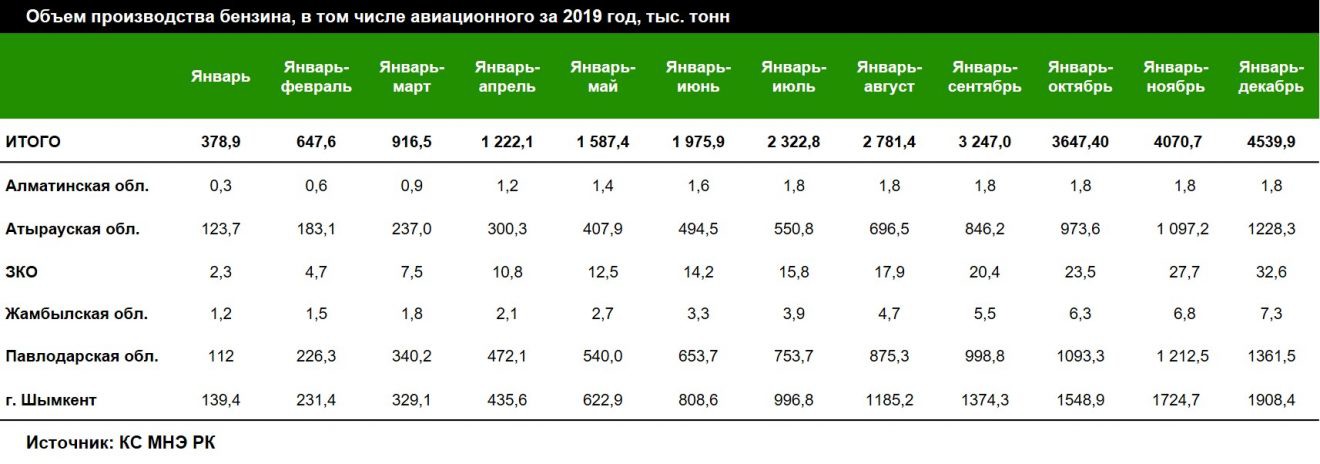 Объем производства бензина, в том числе авиационного за 2019 год, тыс. тонн
Январь Январь-февраль Январь-март Январь-апрель Январь-май Январь-июнь Январь-июль Январь-август Январь-сентябрь Январь-октябрь Январь-ноябрь Январь-декабрь
ИТОГО 378,9 647,6 916,5 1 222,1 1 587,4 1 975,9 2 322,8 2 781,4 3 247,0 3647,40 4070,7 4539,9
Алматинская обл. 0,3 0,6 0,9 1,2 1,4 1,6 1,8 1,8 1,8 1,8 1,8 1,8
Атырауская обл. 123,7 183,1 237,0 300,3 407,9 494,5 550,8 696,5 846,2 973,6 1 097,2 1228,3
ЗКО 2,3 4,7 7,5 10,8 12,5 14,2 15,8 17,9 20,4 23,5 27,7 32,6
Жамбылская обл. 1,2 1,5 1,8 2,1 2,7 3,3 3,9 4,7 5,5 6,3 6,8 7,3
Павлодарская обл. 112 226,3 340,2 472,1 540,0 653,7 753,7 875,3 998,8 1093,3 1 212,5 1361,5
г. Шымкент 139,4 231,4 329,1 435,6 622,9 808,6 996,8 1185,2 1374,3 1548,9 1724,7 1908,4
Источник: КС МНЭ РК